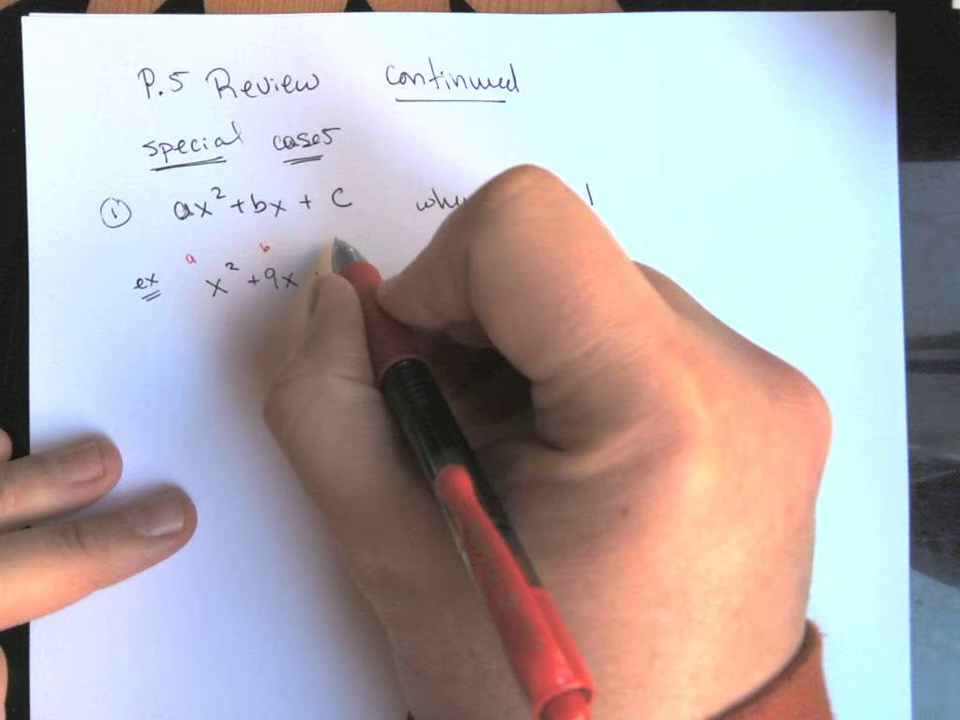 P.5 Review continued
special cases
① ax² + bx + c
a b
ex x² + 9x